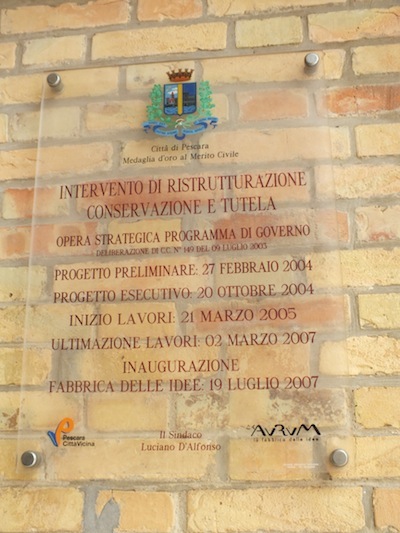 Città di Pescara
Medaglia d'oro al Merito Civile
INTERVENTO DI RISTRUTTURAZIONE
CONSERVAZIONE E TUTELA
OPERA STRATEGICA PROGRAMMA DI GOVERNO
DELIBERAZIONE DI C.C. N° 149 DEL 09 LUGLIO 2003
PROGETTO PRELIMINARE: 27 FEBBRAIO 2004
PROGETTO ESECUTIVO: 20 OTTOBRE 2004
INIZIO LAVORI: 21 MARZO 2005
ULTIMAZIONE LAVORI: 02 MARZO 2007
INAUGURAZIONE
FABBRICA DELLE IDEE: 19 LUGLIO 2007
Pescara
CittàVicina
Il Sindaco
Luciano D'Alfonso
AURUM
la fabbrica delle idee